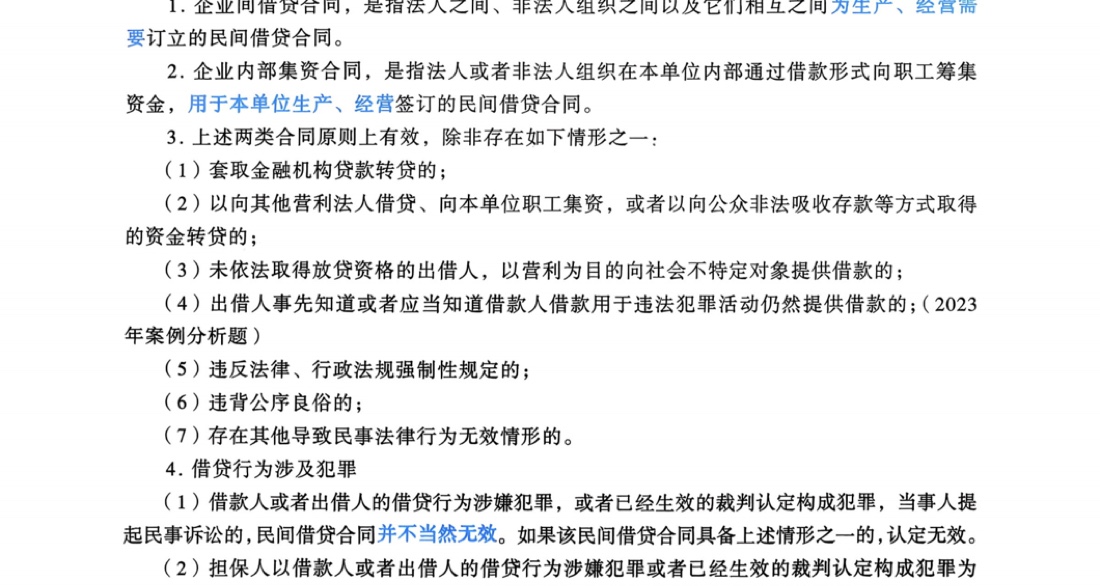 1. 企业间借贷合同，是指法人之间、非法人组织之间以及它们相互之间为生产、经营需
要订立的民间借贷合同。
2. 企业内部集资合同，是指法人或者非法人组织在本单位内部通过借款形式向职工筹集
资金，用于本单位生产、经营签订的民间借贷合同。
3. 上述两类合同原则上有效，除非存在如下情形之一：
（1）套取金融机构贷款转贷的；
（2）以向其他营利法人借贷、向本单位职工集资，或者以向公众非法吸收存款等方式取得
的资金转贷的；
（3）未依法取得放贷资格的出借人，以营利为目的向社会不特定对象提供借款的；
（4）出借人事先知道或者应当知道借款人借款用于违法犯罪活动仍然提供借款的；（2023
年案例分析题）
（5）违反法律、行政法规强制性规定的；
（6）违背公序良俗的；
（7）存在其他导致民事法律行为无效情形的。
4. 借贷行为涉及犯罪
（1）借款人或者出借人的借贷行为涉嫌犯罪，或者已经生效的裁判认定构成犯罪，当事人提
起民事诉讼的，民间借贷合同并不当然无效。如果该民间借贷合同具备上述情形之一的，认定无效。
（2）担保人以借款人或者出借人的借贷行为涉嫌犯罪或者已经生效的裁判认定构成犯罪为